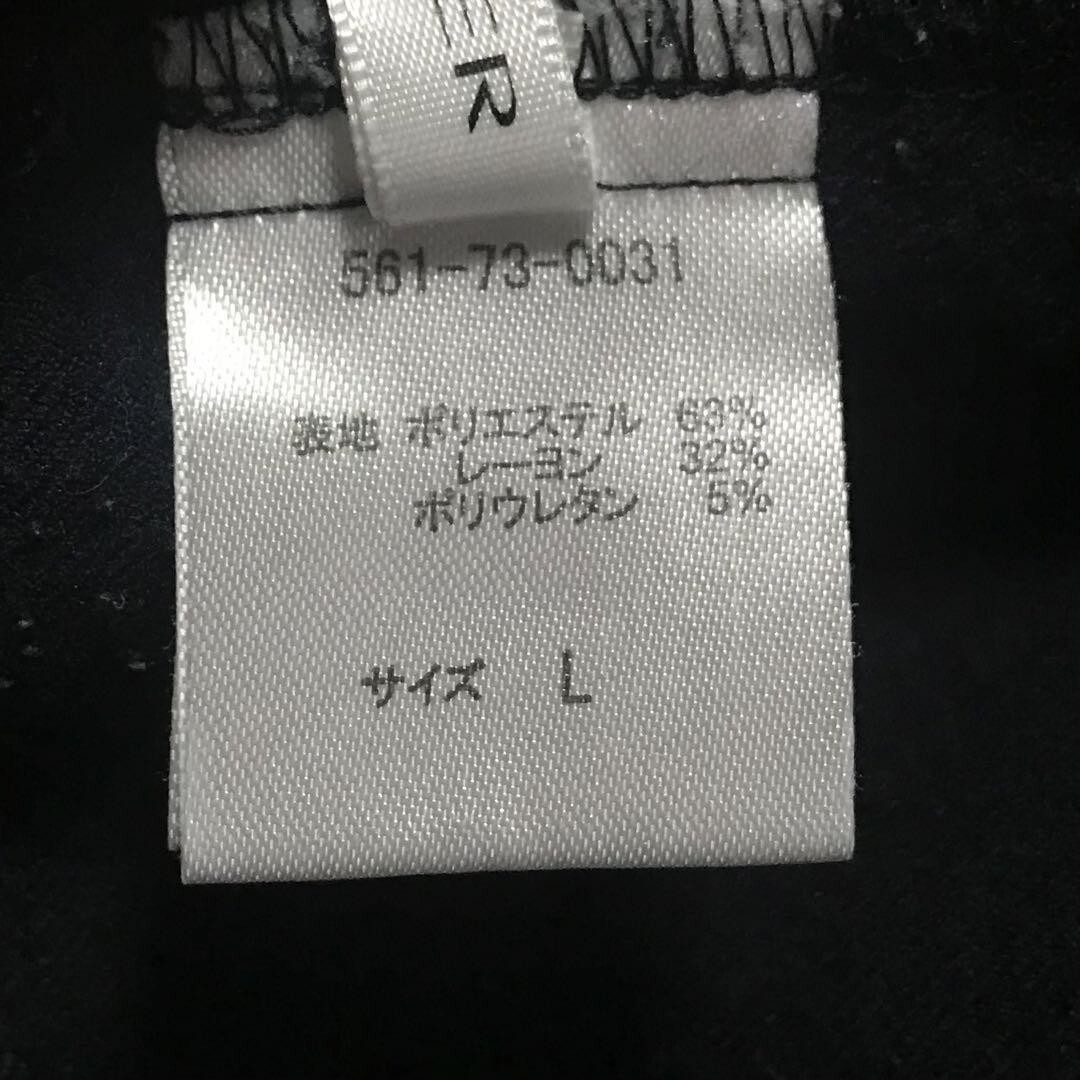 ER
561-73-0031
表地 ポリエステル 63%
レーヨン 32%
ポリウレタン 5%
サイズ L